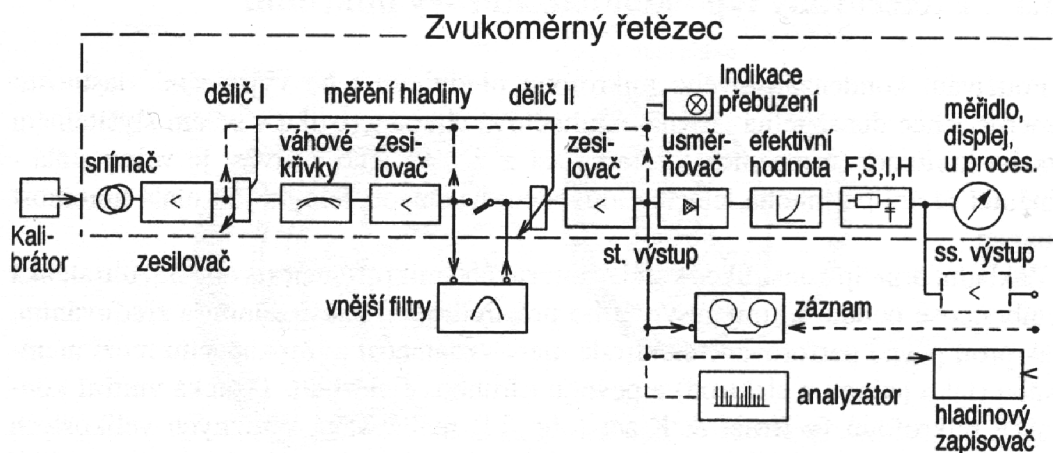 Zvukoměrný řetězec
Indikace
přebuzení
dělič I
měření hladiny
dělič II
měřidlo,
displej,
u proces.
snímač
váhové
křivky
zesi-
lovač
zesi-
lovač
usměr-
ňovač
efektivní
hodnota
F,S,I,H
Kali-
brátor
zesilovač
st. výstup
ss. výstup
vnější filtry
záznam
analyzátor
hladinový
zapisovač